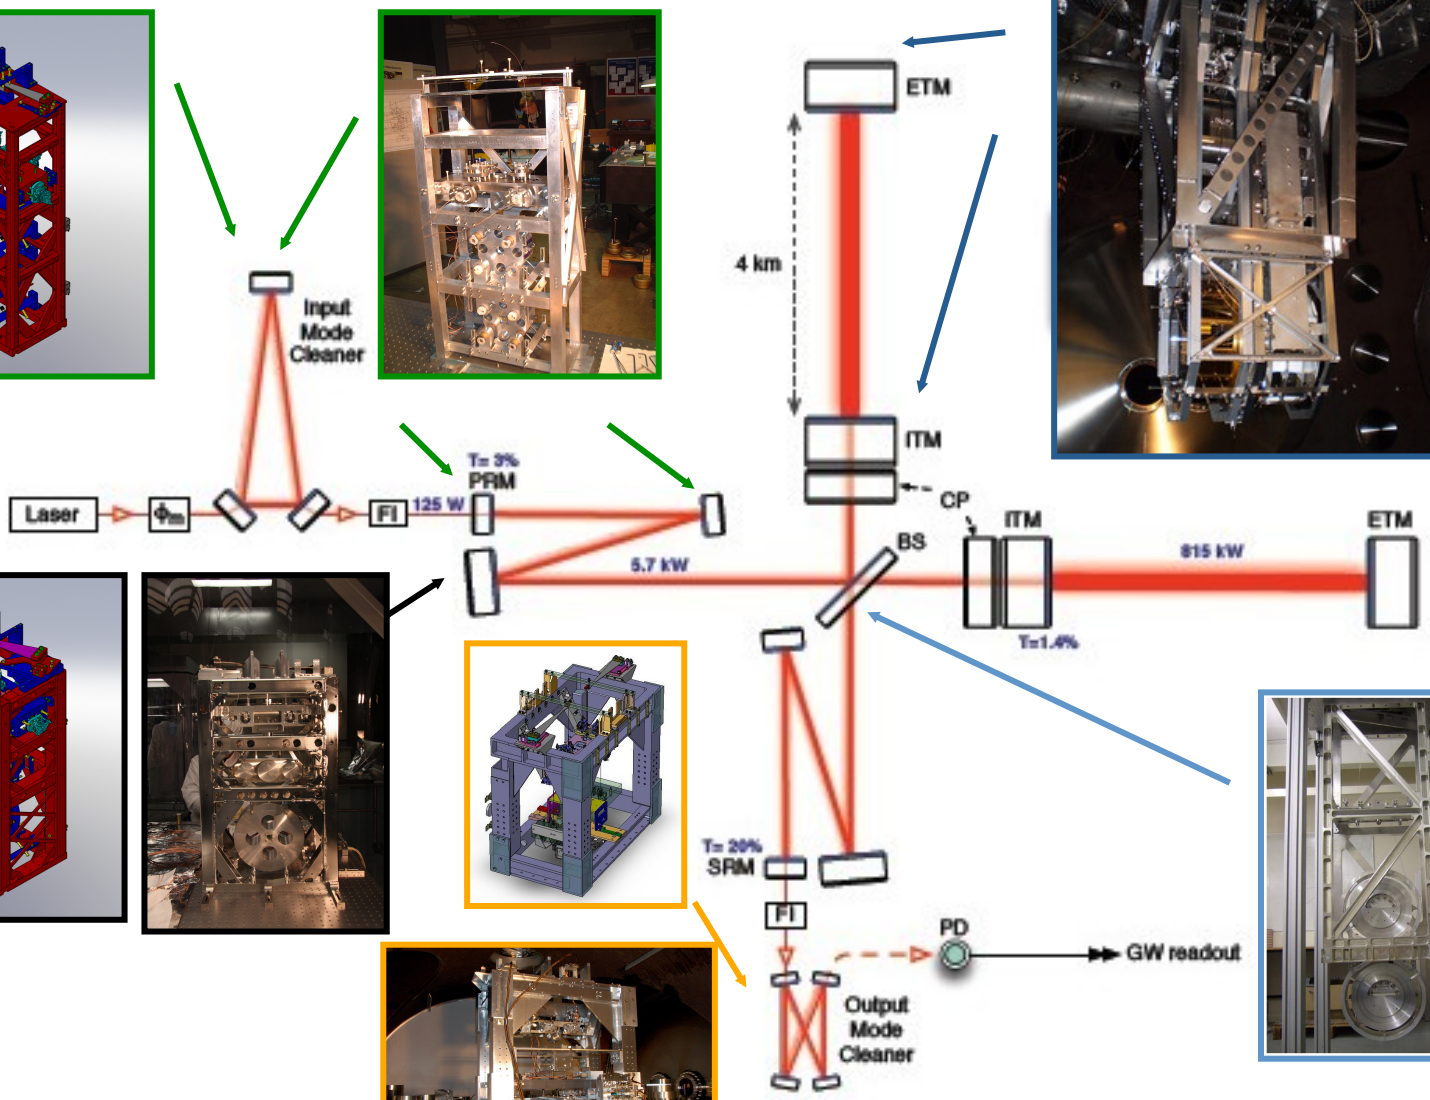 ETM
4 km
Input
Mode
Cleaner
ITM
T= 3%
PRM
Laser
Φm
FI
125 W
CP
ITM
ETM
BS
5.7 kW
815 kW
T=1.4%
T= 20%
SRM
FI
PD
GW readout
Output
Mode
Cleaner